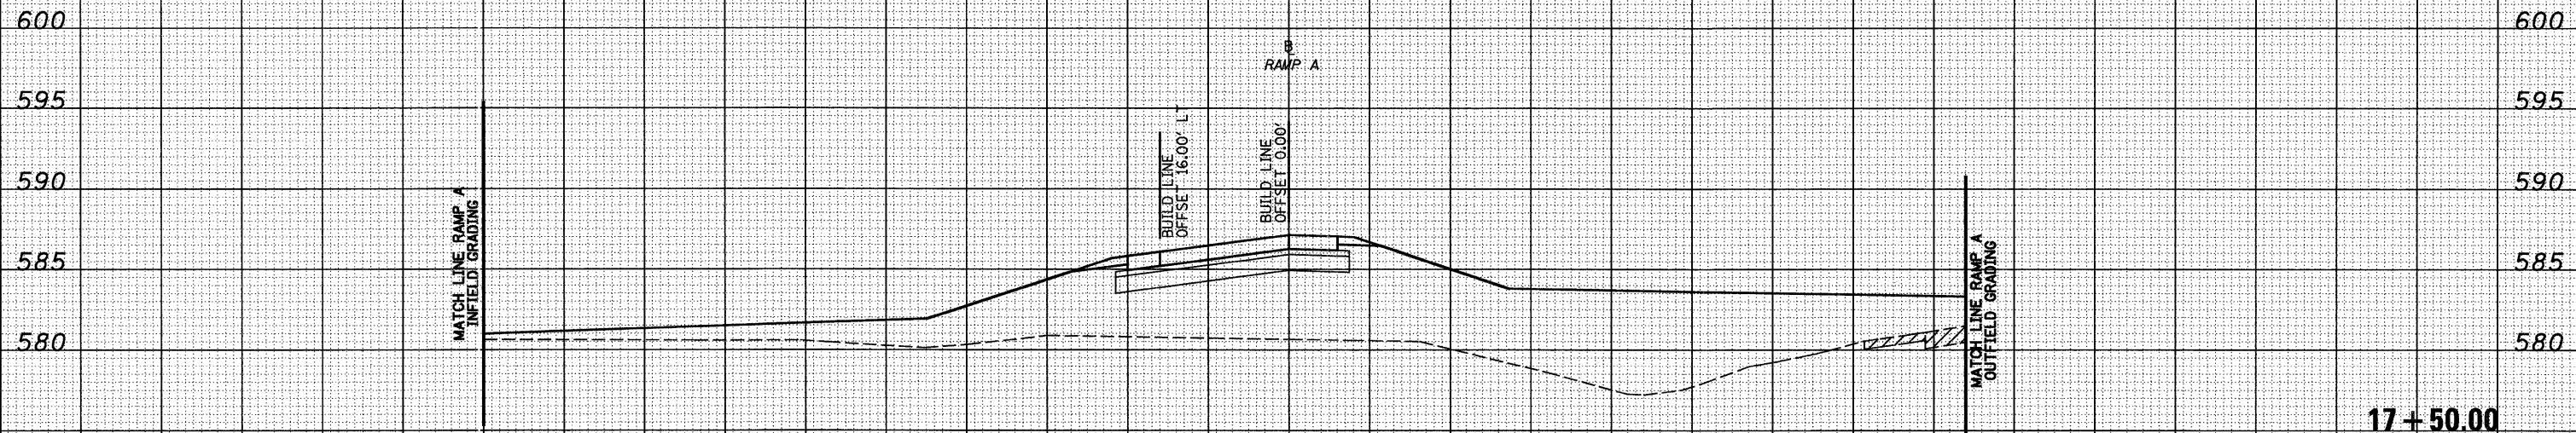 600
600
B
RAMP A
595
595
590
590
BUILD LINE
OFFSET 16.00' LT
BUILD LINE
OFFSET 0.00'
MATCH LINE RAMP A
INFIELD GRADING
585
585
MATCH LINE RAMP A
OUTFIELD GRADING
580
580
17+50.00